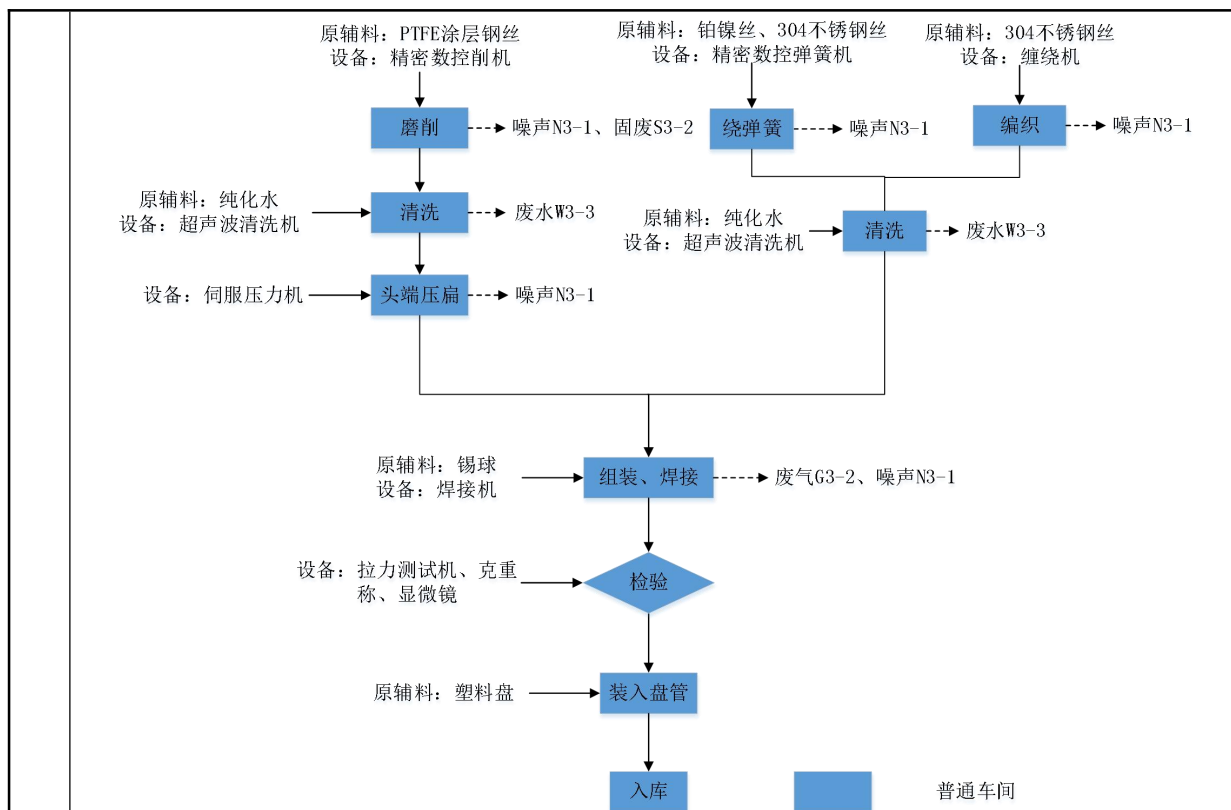 原辅料：PTFE涂层钢丝
设备：精密数控削机
原辅料：铂镍丝、304不锈钢丝
设备：精密数控弹簧机
原辅料：304不锈钢丝
设备：缠绕机
磨削
噪声N3-1、固废S3-2
绕弹簧
噪声N3-1
编织
噪声N3-1
原辅料：纯化水
设备：超声波清洗机
清洗
废水W3-3
原辅料：纯化水
设备：超声波清洗机
清洗
废水W3-3
设备：伺服压力机
头端压扁
噪声N3-1
原辅料：锡球
设备：焊接机
组装、焊接
废气G3-2、噪声N3-1
设备：拉力测试机、克重
称、显微镜
检验
原辅料：塑料盘
装入盘管
入库
普通车间